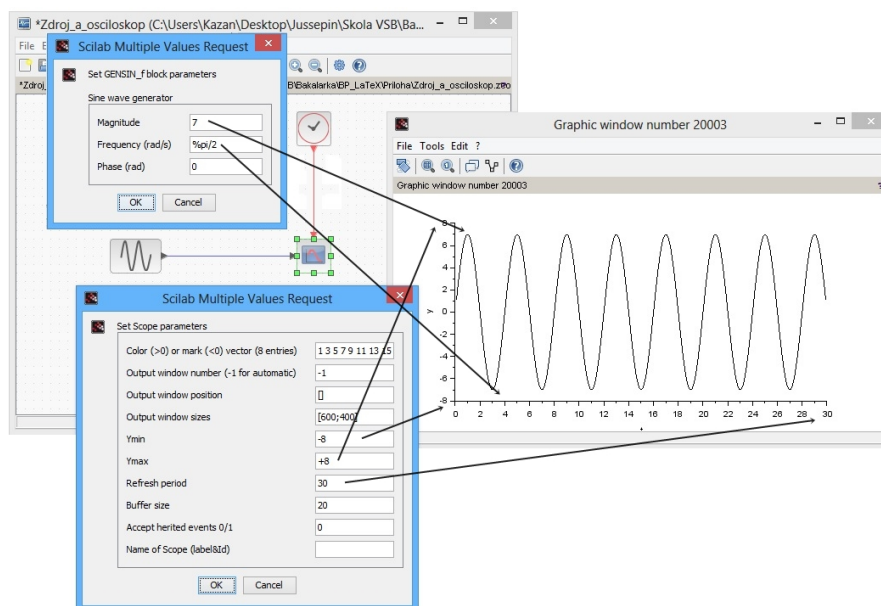 *Zdroj_a_osciloskop (C:\Users\Kazan\Desktop\Jussepin\Skola VSB\Ba...
File E
Scilab Multiple Values Request
Set GENSIN_f block parameters
Sine wave generator
Magnitude 7
Frequency (rad/s) %pi/2
Phase (rad) 0
OK Cancel
*Zdroj
B\Bakalarka\BP_LaTeX\Priloha\Zdroj_a_osciloskop.z
Graphic window number 20003
File Tools Edit ?
Graphic window number 20003
8
6
4
2
0
-2
-4
-6
-8
y
0 2 4 6 8 10 12 14 16 18 20 22 24 26 28 30
t
Scilab Multiple Values Request
Set Scope parameters
Color (>0) or mark (<0) vector (8 entries) 1 3 5 7 9 11 13 15
Output window number (-1 for automatic) -1
Output window position []
Output window sizes [600;400]
Ymin -8
Ymax +8
Refresh period 30
Buffer size 20
Accept herited events 0/1 0
Name of Scope (label&Id)
OK Cancel